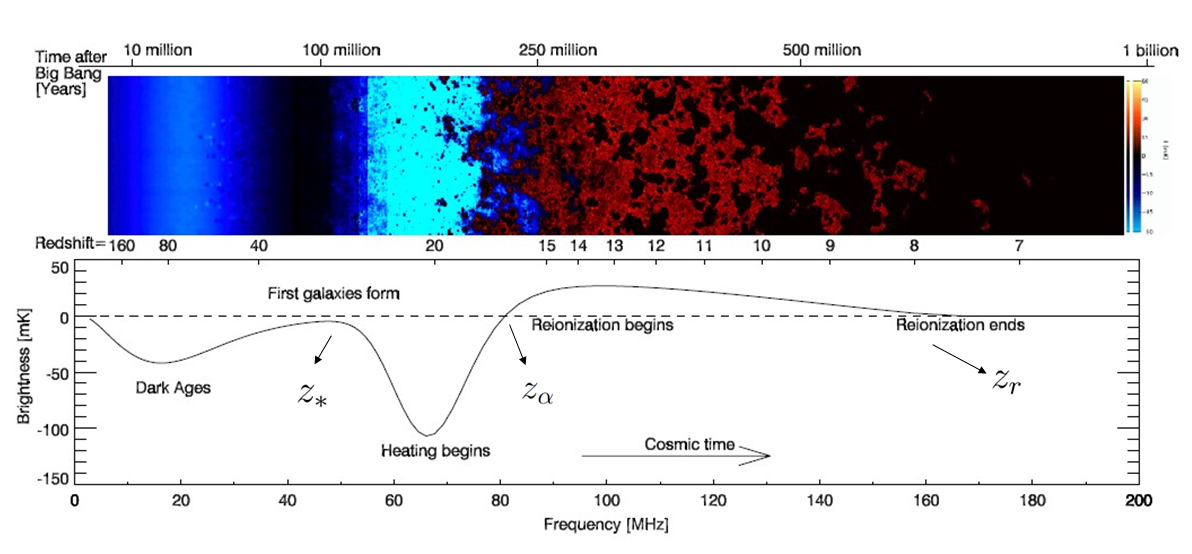 10 million 100 million 250 million 500 million 1 billion
Time after
Big Bang
[Years]
Redshift= 160 80 40 20 15 14 13 12 11 10 9 8 7
50
0
-50
-100
-150
Brightness [mK]
First galaxies form
Reionization begins
Reionization ends
Dark Ages
z*
zα
zr
Heating begins
Cosmic time
0 20 40 60 80 100 120 140 160 180 200
Frequency [MHz]